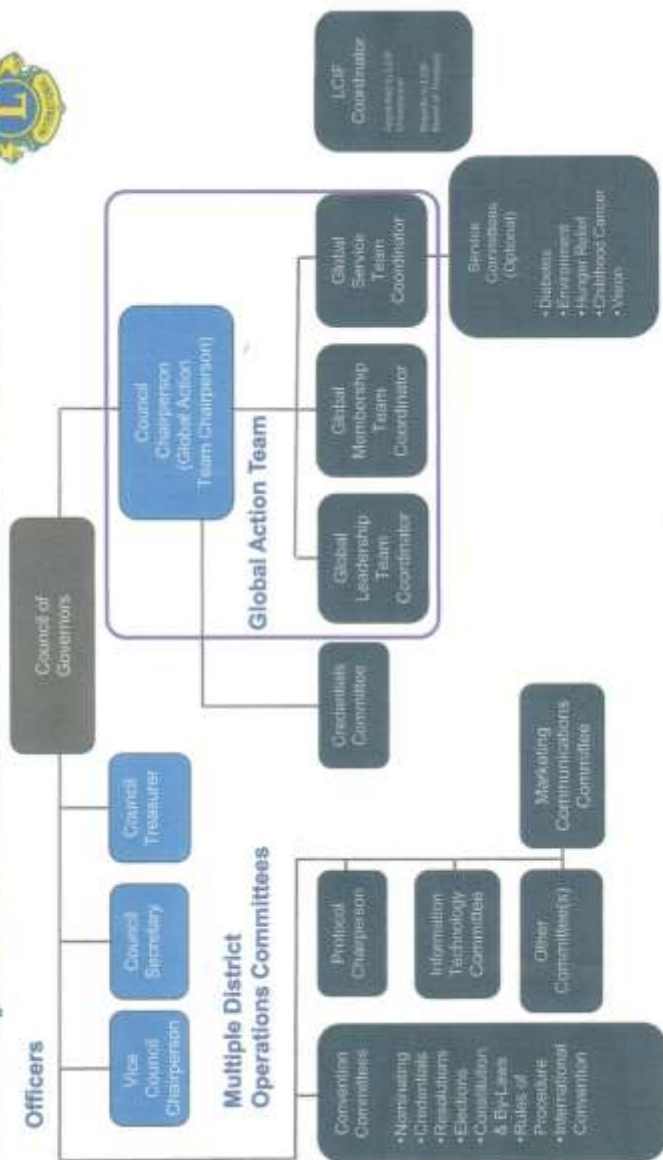 L
Council of
Governors
Officers
Vice
Council
Chairperson
Council
Secretary
Council
Treasurer
Council
Chairperson
(Global Action
Team Chairperson)
Global Action Team
Global
Leadership
Team
Coordinator
Global
Membership
Team
Coordinator
Global
Service
Team
Coordinator
LCIF
Coordinator
Multiple District
Operations Committees
Credentials
Committee
Service
Committees
(Optional)
• Diabetes
• Environment
• Hunger Relief
• Childhood Cancer
• Vision
Convention
Committees
• Nominating
• Credentials
• Resolutions
• Elections
• Constitution
& By-Laws
• Rules of
Procedure
• International
Convention
Protocol
Chairperson
Information
Technology
Committee
Other
Committee(s)
Marketing
Communications
Committee